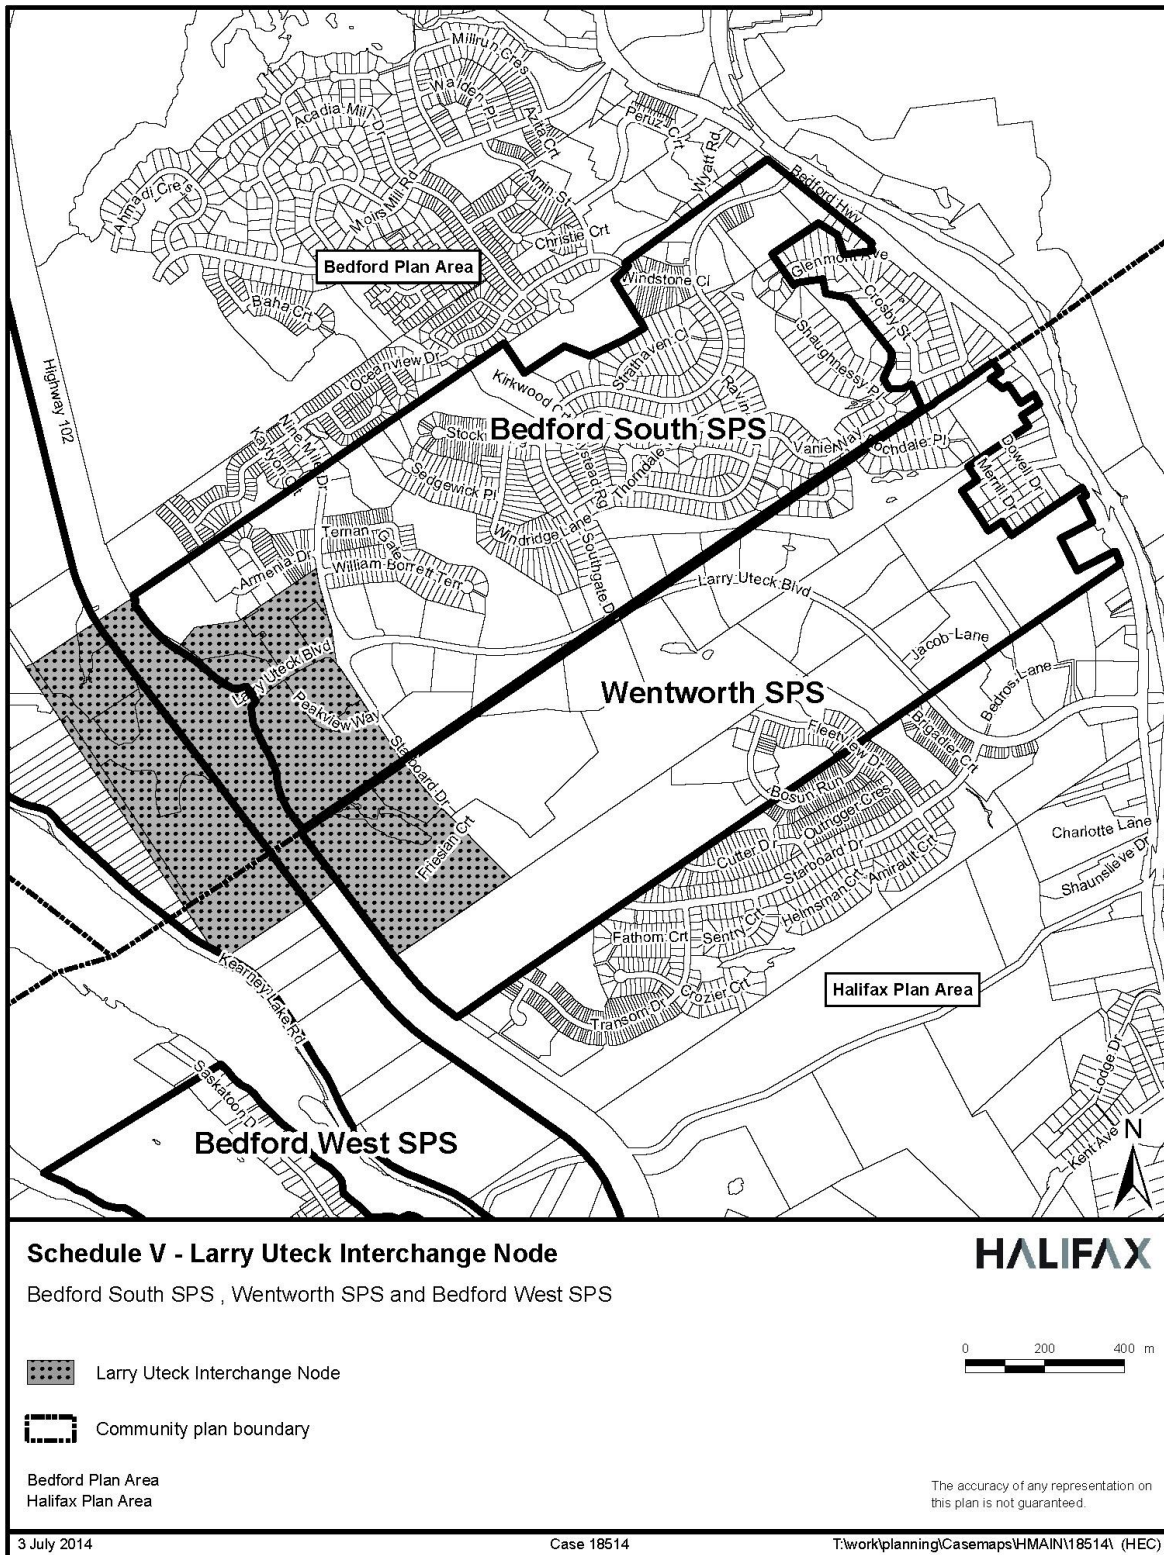 Millrun Cres
Walden Pl
Azita Crt
Acadia Mill Dr
Peruz Crt
Wyatt Rd
Ahmadi Cres
Moirs Mill Rd
Amin St
Christie Crt
Bedford Hwy
Bedford Plan Area
Windstone Cl
Glenmont Ave
Crosby St
Baha Crt
Highway 102
Oceanview Dr
Strathaven Cl
Shaughnessy Pl
Kirkwood
Nine Mile Dr
Bedford South SPS
Vanier Way
Thorndale
Sedgewick Pl
Dowell Dr
Merrill Dr
Windridge Lane
Southgate Dr
Ternan
Armenia Dr
William Borrett Terr
Larry Uteck Blvd
Larry Uteck Blvd
Jacob Lane
Bedros Lane
Wentworth SPS
Peakview Way
Starboard Dr
Fleetview Dr
Brigadier Crt
Bosun Run
Outrigger Cres
Friesian Crt
Cutter Dr
Starboard Dr
Amirault Crt
Charlotte Lane
Shaunslieve Dr
Helmsman Crt
Fathom Crt
Sentry Crt
Crozier Crt
Transom Dr
Halifax Plan Area
Kearney Lake Rd
Saskatoon Dr
Bedford West SPS
Lodge Dr
Kent Ave
N
Schedule V - Larry Uteck Interchange Node
HALIFAX
Bedford South SPS , Wentworth SPS and Bedford West SPS
0 200 400 m
Larry Uteck Interchange Node
Community plan boundary
Bedford Plan Area
Halifax Plan Area
The accuracy of any representation on
this plan is not guaranteed.
3 July 2014 Case 18514 T:\work\planning\Casemaps\HMAIN\18514\ (HEC)